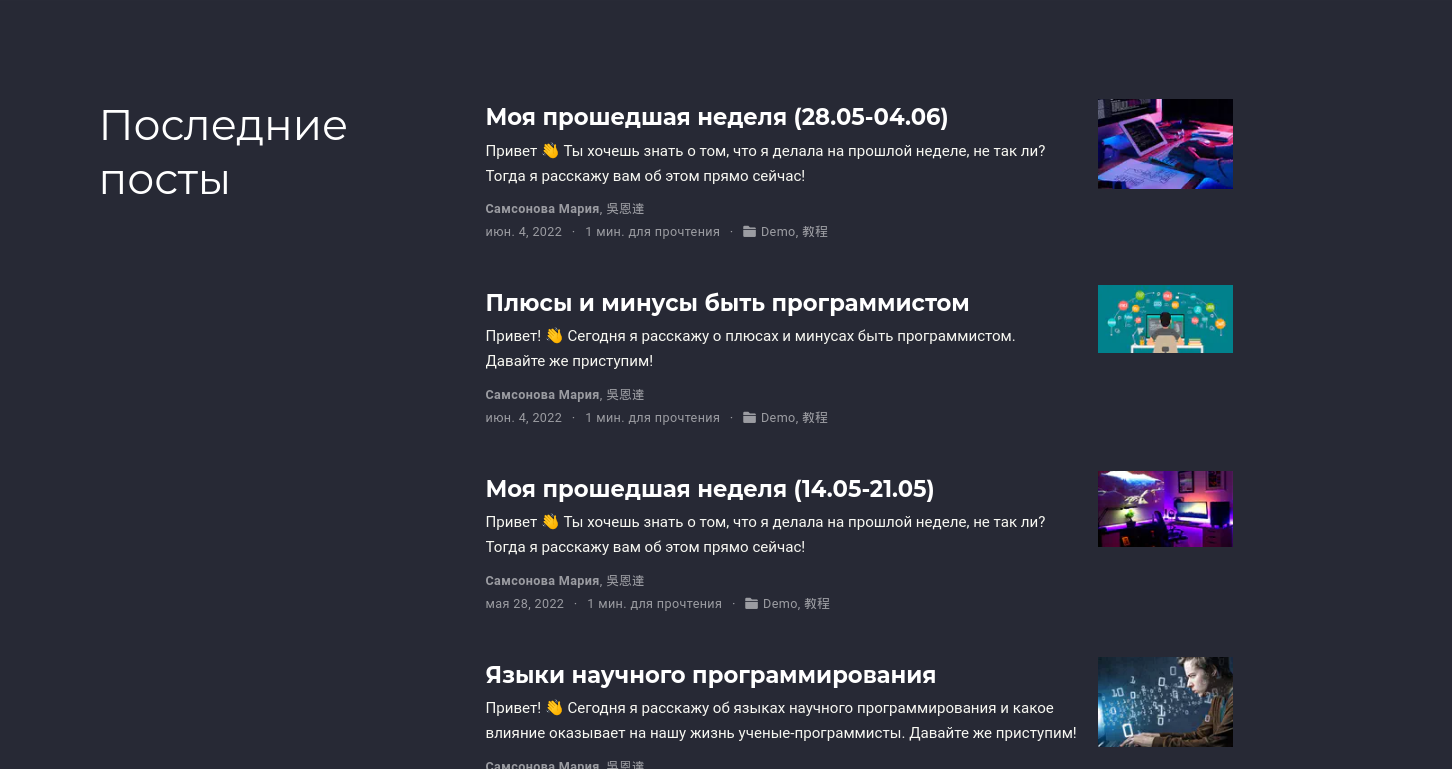 Последние
посты
Моя прошедшая неделя (28.05-04.06)
Привет 👋 Ты хочешь знать о том, что я делала на прошлой неделе, не так ли?
Тогда я расскажу вам об этом прямо сейчас!
Самсонова Мария, 吳恩達
июн. 4, 2022 · 1 мин. для прочтения · Demo, 教程
Плюсы и минусы быть программистом
Привет! 👋 Сегодня я расскажу о плюсах и минусах быть программистом.
Давайте же приступим!
Самсонова Мария, 吳恩達
июн. 4, 2022 · 1 мин. для прочтения · Demo, 教程
Моя прошедшая неделя (14.05-21.05)
Привет 👋 Ты хочешь знать о том, что я делала на прошлой неделе, не так ли?
Тогда я расскажу вам об этом прямо сейчас!
Самсонова Мария, 吳恩達
мая 28, 2022 · 1 мин. для прочтения · Demo, 教程
Языки научного программирования
Привет! 👋 Сегодня я расскажу об языках научного программирования и какое
влияние оказывает на нашу жизнь ученые-программисты. Давайте же приступим!
Самсонова Мария, 吳恩達